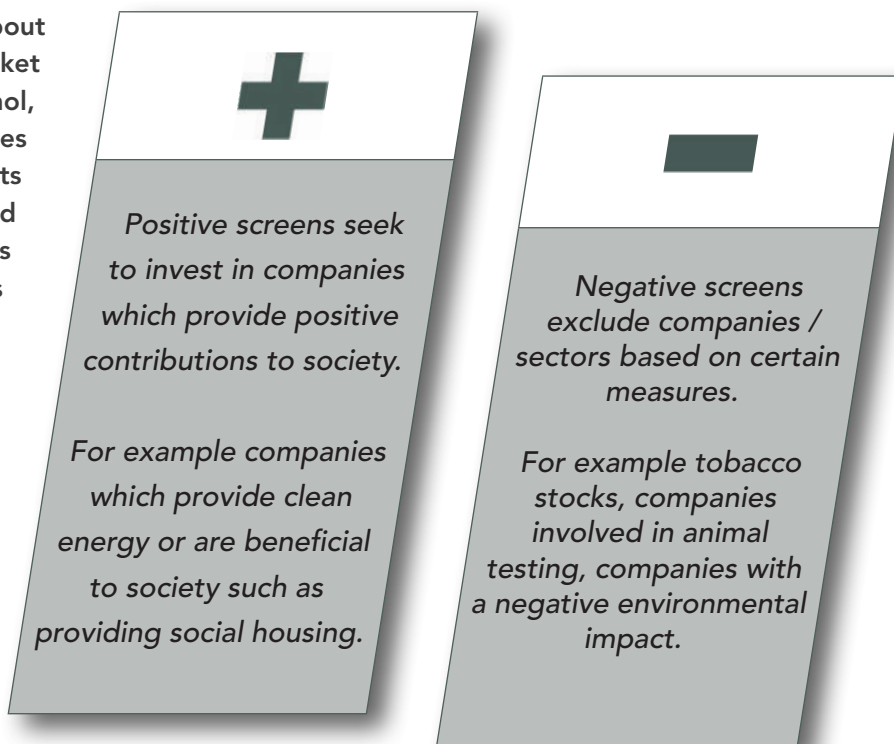 Positive screens seek
to invest in companies
which provide positive
contributions to society.
For example companies
which provide clean
energy or are beneficial
to society such as
providing social housing.
Negative screens
exclude companies /
sectors based on certain
measures.
For example tobacco
stocks, companies
involved in animal
testing, companies with
a negative environmental
impact.